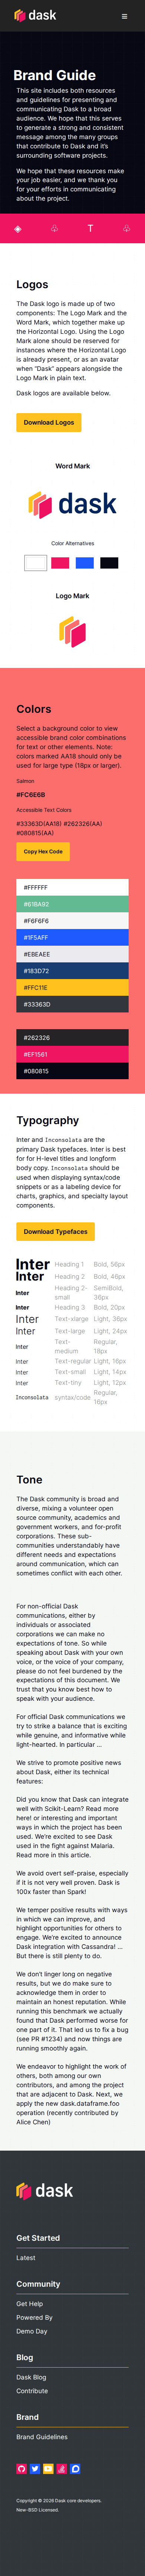 dask
Brand Guide
This site includes both resources
and guidelines for presenting and
communicating Dask to a broad
audience. We hope that this serves
to generate a strong and consistent
message among the many groups
that contribute to Dask and it's
surrounding software projects.
We hope that these resources make
your job easier, and we thank you
for your efforts in communicating
about the project.
T
Logos
The Dask logo is made up of two
components: The Logo Mark and the
Word Mark, which together make up
the Horizontal Logo. Using the Logo
Mark alone should be reserved for
instances where the Horizontal Logo
is already present, or as an avatar
when "Dask" appears alongside the
Logo Mark in plain text.
Dask logos are available below.
Download Logos
Word Mark
dask
Color Alternatives
Logo Mark
Colors
Select a background color to view
accessible brand color combinations
for text or other elements. Note:
colors marked AA18 should only be
used for large type (18px or larger).
Salmon
#FC6E6B
Accessible Text Colors
#33363D(AA18) #262326(AA)
#080815(AA)
Copy Hex Code
#FFFFFF
#61BA92
#F6F6F6
#1F5AFF
#EBEAEE
#183D72
#FFC11E
#33363D
#262326
#EF1561
#080815
Typography
Inter and Inconsolata are the
primary Dask typefaces. Inter is best
for for H-level titles and longform
body copy. Inconsolata should be
used when displaying syntax/code
snippets or as a labeling device for
charts, graphics, and specialty layout
components.
Download Typefaces
Inter Heading 1 Bold, 56px
Inter Heading 2 Bold, 46px
Inter Heading 2-small SemiBold, 36px
Inter Heading 3 Bold, 20px
Inter Text-xlarge Light, 36px
Inter Text-large Light, 24px
Inter Text-medium Regular, 18px
Inter Text-regular Light, 16px
Inter Text-small Light, 14px
Inter Text-tiny Light, 12px
Inconsolata syntax/code Regular, 16px
Tone
The Dask community is broad and
diverse, mixing a volunteer open
source community, academics and
government workers, and for-profit
corporations. These sub-
communities understandably have
different needs and expectations
around communication, which can
sometimes conflict with each other.
For non-official Dask
communications, either by
individuals or associated
corporations we can make no
expectations of tone. So while
speaking about Dask with your own
voice, or the voice of your company,
please do not feel burdened by the
expectations of this document. We
trust that you know best how to
speak with your audience.
For official Dask communications we
try to strike a balance that is exciting
genuine, and informative while
light-hearted. In particular ...
We strive to promote positive news
about Dask, either its technical
features:
Did you know that Dask can integrate
well with Scikit-Learn? Read more
here! or interesting and important
ways in which the project has been
used. We're excited to see Dask
used in the fight against Malaria.
Read more in this article.
We avoid overt self-praise, especially
if it is not very well proven. Dask is
100x faster than Spark!
We temper positive results with ways
in which we can improve, and
highlight opportunities for others to
engage. We're excited to announce
Dask integration with Cassandra! ...
But there is still plenty to do.
We don't linger long on negative
results, but we do make sure to
acknowledge them in order to
maintain an honest reputation. While
running this benchmark we actually
found that Dask performed worse for
one part of it. That led us to fix a bug
(see PR #1234) and now things are
running smoothly again.
We endeavor to highlight the work of
others, both among our own
contributors, and among the project
that are adjacent to Dask. Next, we
apply the new dask.dataframe.foo
operation (recently contributed by
Alice Chen)
dask
Get Started
Latest
Community
Get Help
Powered By
Demo Day
Blog
Dask Blog
Contribute
Brand
Brand Guidelines
Copyright © 2026 Dask core developers.
New-BSD Licensed.